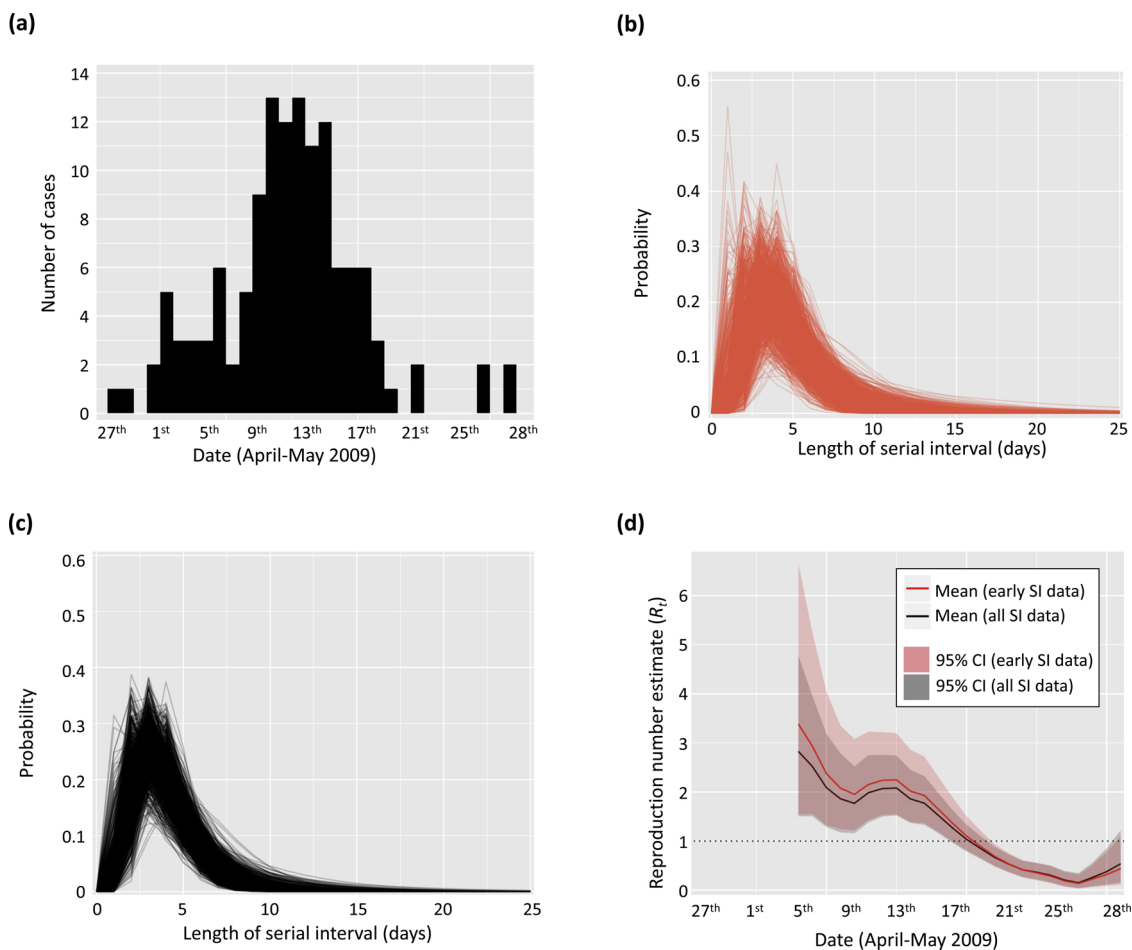 (a)
14
12
10
8
6
4
2
0
Number of cases
27th 1st 5th 9th 13th 17th 21st 25th 28th
Date (April-May 2009)
(b)
0.6
0.5
0.4
0.3
0.2
0.1
0
Probability
0 5 10 15 20 25
Length of serial interval (days)
(c)
0.6
0.5
0.4
0.3
0.2
0.1
0
Probability
0 5 10 15 20 25
Length of serial interval (days)
(d)
6
5
4
3
2
1
0
Reproduction number estimate (Rt)
Mean (early SI data)
Mean (all SI data)
95% CI (early SI data)
95% CI (all SI data)
27th 1st 5th 9th 13th 17th 21st 25th 28th
Date (April-May 2009)